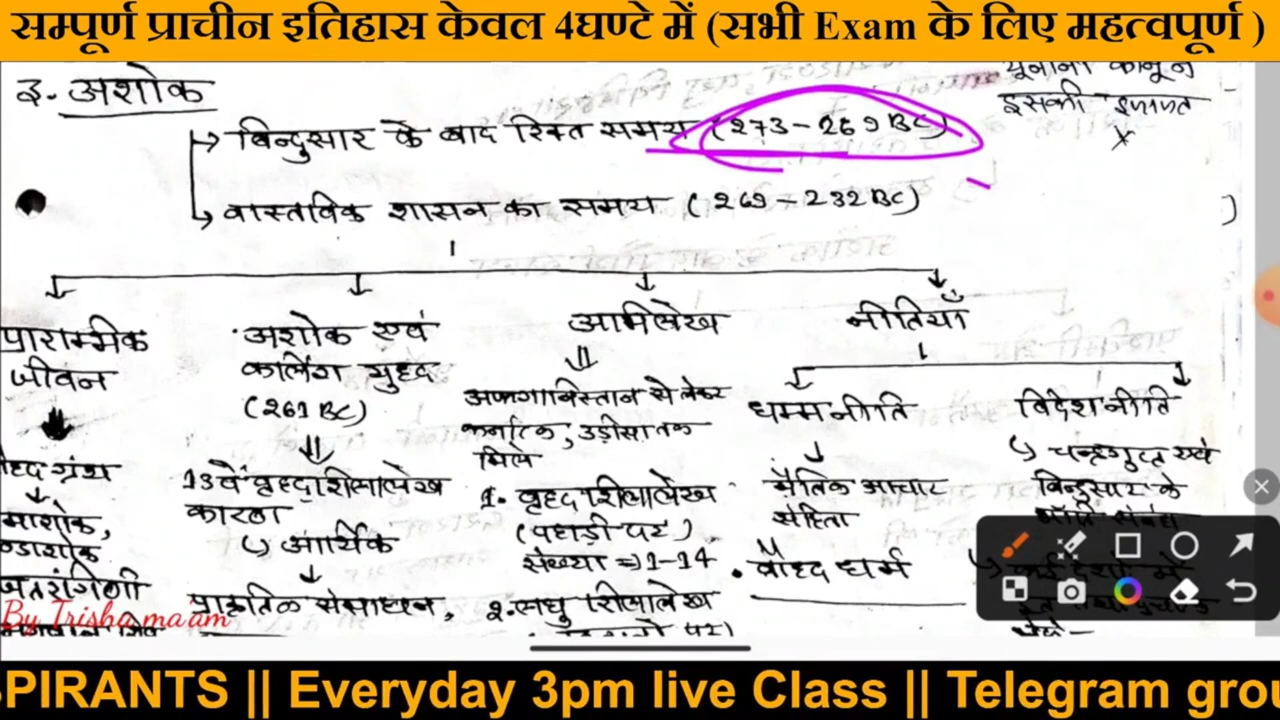 सम्पूर्ण प्राचीन इतिहास केवल 4घण्टे में (सभी Exam के लिए महत्वपूर्ण )
कानून
इसकी
3. अशोक
बिन्दुसार के बाद रिक्त समय (273-269 BC)
वास्तविक शासन का समय (269-232 BC)
प्रारम्भिक
जीवन
अशोक एवं
कलिंग युद्ध
(261 BC)
13वें वृहद शिलालेख
कारण
आर्थिक
प्राकृतिक संसाधन,
अभिलेख
अफगानिस्तान से लेकर
कर्नाटक, उड़ीसा तक
मिले
1. वृहद शिलालेख
(पहाड़ी पर)
संख्या => 1-14
2. लघु शिलालेख
नीतियाँ
धम्म नीति
नैतिक आचार
संहिता
बौद्ध धर्म
विदेश नीति
चन्द्रगुप्त एवं
बिन्दुसार के
ग्रंथ
By Trisha ma'am
SPIRANTS || Everyday 3pm live Class || Telegram grou